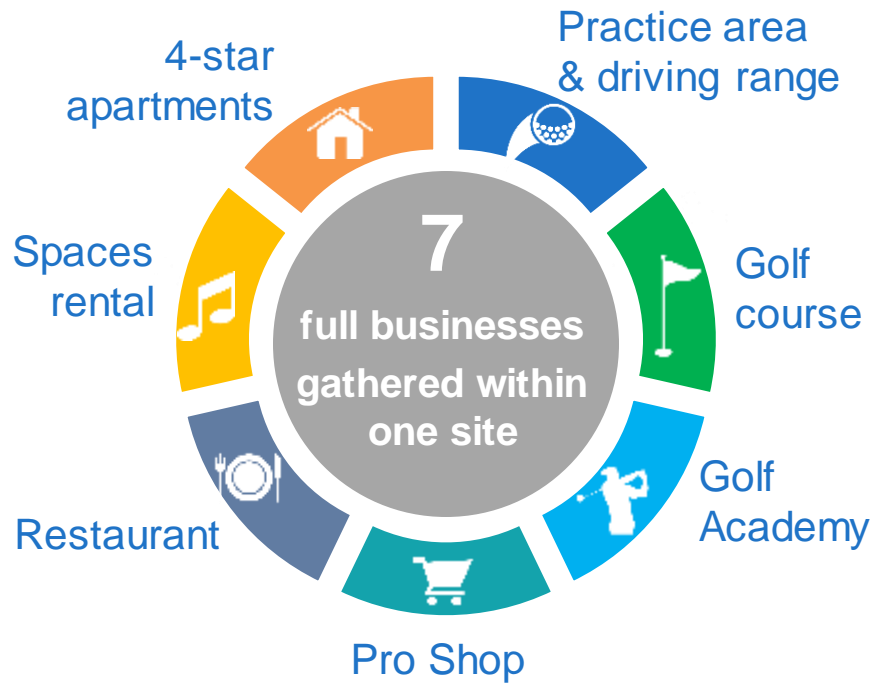 Practice area
& driving range
4-star
apartments
7
full businesses
gathered within
one site
Spaces
rental
Golf
course
Golf
Academy
Restaurant
Pro Shop